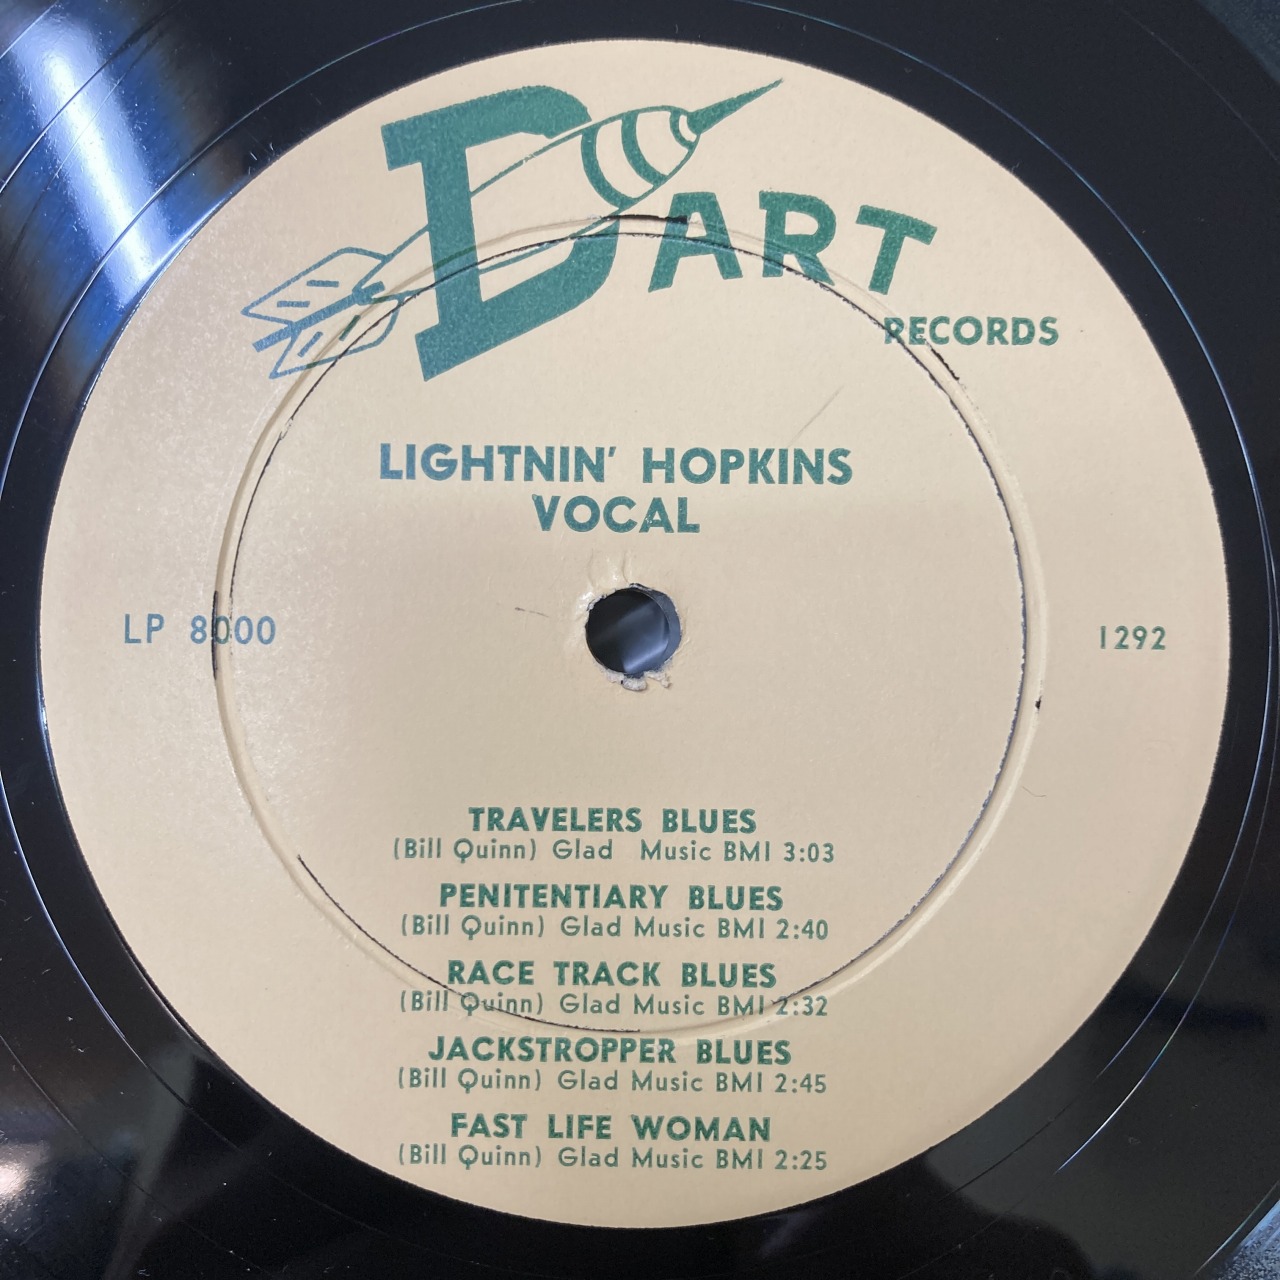 DART
RECORDS
LIGHTNIN' HOPKINS
VOCAL
LP 8000
1292
TRAVELERS BLUES
(Bill Quinn) Glad Music BMI 3:03
PENITENTIARY BLUES
(Bill Quinn) Glad Music BMI 2:40
RACE TRACK BLUES
(Bill Quinn) Glad Music BMI 2:32
JACKSTROPPER BLUES
(Bill Quinn) Glad Music BMI 2:45
FAST LIFE WOMAN
(Bill Quinn) Glad Music BMI 2:25